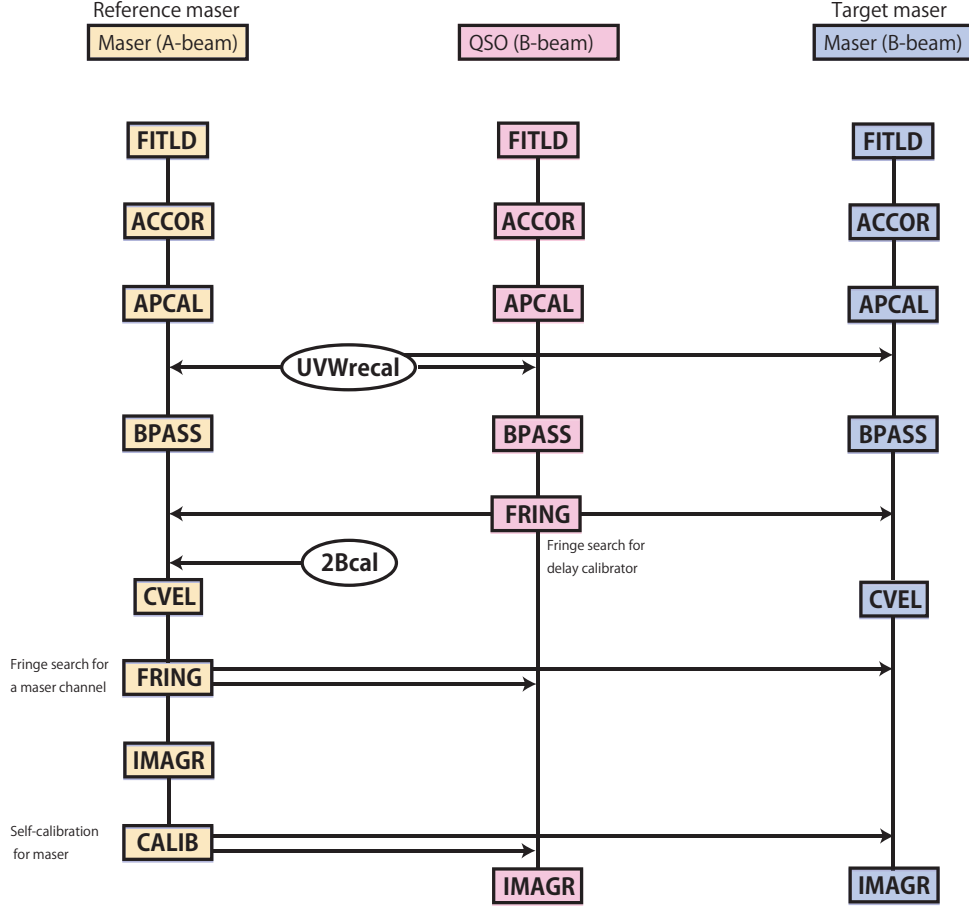 Reference maser
Target maser
Maser (A-beam)
QSO (B-beam)
Maser (B-beam)
FITLD
FITLD
FITLD
ACCOR
ACCOR
ACCOR
APCAL
APCAL
APCAL
UVWrecal
BPASS
BPASS
BPASS
FRING
Fringe search for
delay calibrator
2Bcal
CVEL
CVEL
Fringe search for
a maser channel
FRING
IMAGR
Self-calibration
for maser
CALIB
IMAGR
IMAGR